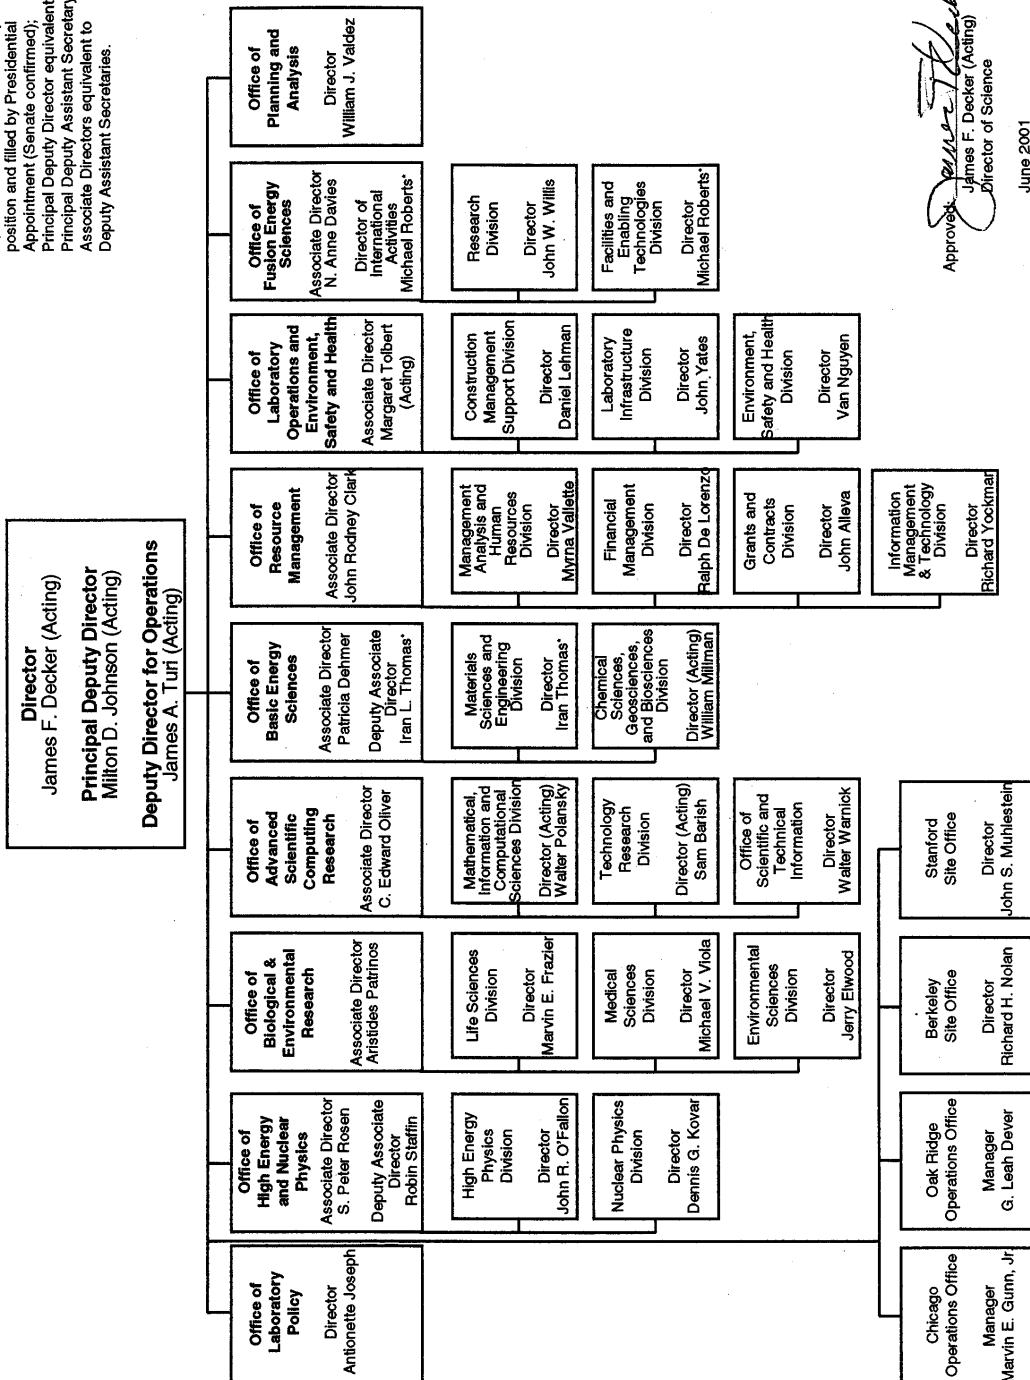 position and filled by Presidential
Appointment (Senate confirmed);
Principal Deputy Director equivalent
Principal Deputy Assistant Secretary
Associate Directors equivalent to
Deputy Assistant Secretaries.
Director
James F. Decker (Acting)
Principal Deputy Director
Milton D. Johnson (Acting)
Deputy Director for Operations
James A. Turi (Acting)
Office of
Laboratory
Policy
Director
Antionette Joseph
Office of
High Energy
and Nuclear
Physics
Associate Director
S. Peter Rosen
Deputy Associate
Director
Robin Staffin
High Energy
Physics
Division
Director
John R. O'Fallon
Nuclear Physics
Division
Director
Dennis G. Kovar
Office of
Biological &
Environmental
Research
Associate Director
Aristides Patrinos
Life Sciences
Division
Director
Marvin E. Frazier
Medical
Sciences
Division
Director
Michael V. Viola
Environmental
Sciences
Division
Director
Jerry Elwood
Office of
Advanced
Scientific
Computing
Research
Associate Director
C. Edward Oliver
Mathematical,
Information and
Computational
Sciences Division
Director (Acting)
Walter Polansky
Technology
Research
Division
Director (Acting)
Sam Barish
Office of
Scientific and
Technical
Information
Director
Walter Warnick
Office of
Basic Energy
Sciences
Associate Director
Patricia Dehmer
Deputy Associate
Director
Iran L. Thomas*
Materials
Sciences and
Engineering
Division
Director
Iran Thomas*
Chemical
Sciences,
Geosciences,
and Biosciences
Division
Director (Acting)
William Millman
Office of
Resource
Management
Associate Director
John Rodney Clark
Management
Analysis and
Human
Resources
Division
Director
Myrna Vallette
Financial
Management
Division
Director
Ralph De Lorenzo
Grants and
Contracts
Division
Director
John Alleva
Information
Management
& Technology
Division
Director
Richard Yockman
Office of
Laboratory
Operations and
Environment,
Safety and Health
Associate Director
Margaret Tolbert
(Acting)
Construction
Management
Support Division
Director
Daniel Lehman
Laboratory
Infrastructure
Division
Director
John Yates
Environment,
Safety and Health
Division
Director
Van Nguyen
Office of
Fusion Energy
Sciences
Associate Director
N. Anne Davies
Director of
International
Activities
Michael Roberts*
Research
Division
Director
John W. Willis
Facilities and
Enabling
Technologies
Division
Director
Michael Roberts*
Office of
Planning and
Analysis
Director
William J. Valdez
Chicago
Operations Office
Manager
Marvin E. Gunn, Jr.
Oak Ridge
Operations Office
Manager
G. Leah Dever
Berkeley
Site Office
Director
Richard H. Nolan
Stanford
Site Office
Director
John S. Muhlestein
Approved:
James F. Decker (Acting)
Director of Science
June 2001